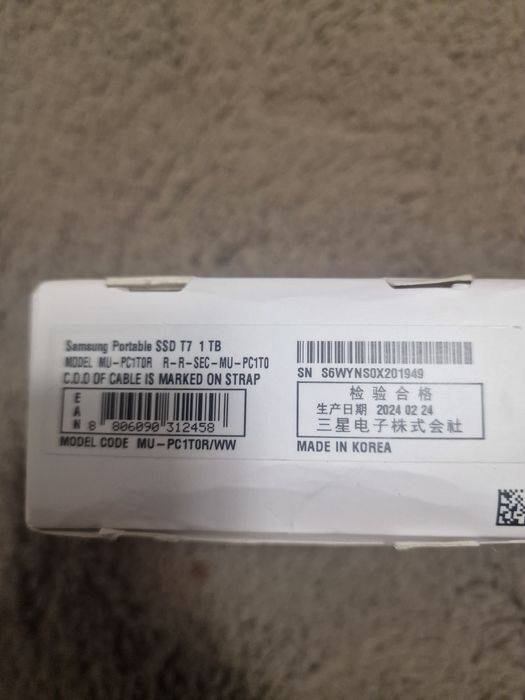 Samsung Portable SSD T7 1 TB
MODEL MU-PC1T0R R-R-SEC-MU-PC1T0
C.O.O OF CABLE IS MARKED ON STRAP
EAN
8 806090 312458
MODEL CODE MU-PC1T0R/WW
SN S6WYNS0X201949
检验合格
生产日期 2024 02 24
三星电子株式会社
MADE IN KOREA